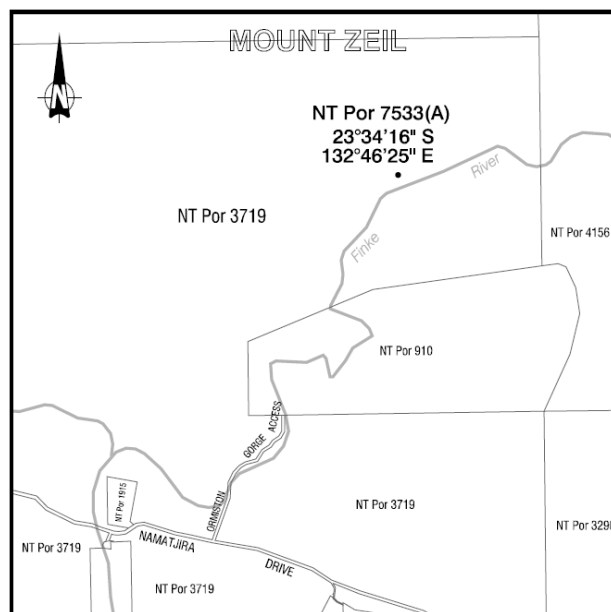 MOUNT ZEIL
N
NT Por 7533(A)
23°34'16" S
132°46'25" E
Finke River
NT Por 3719
NT Por 4156
NT Por 910
ORMISTON GORGE ACCESS
NT Por 1915
NT Por 3719
NT Por 3719
NAMATJIRA DRIVE
NT Por 3719